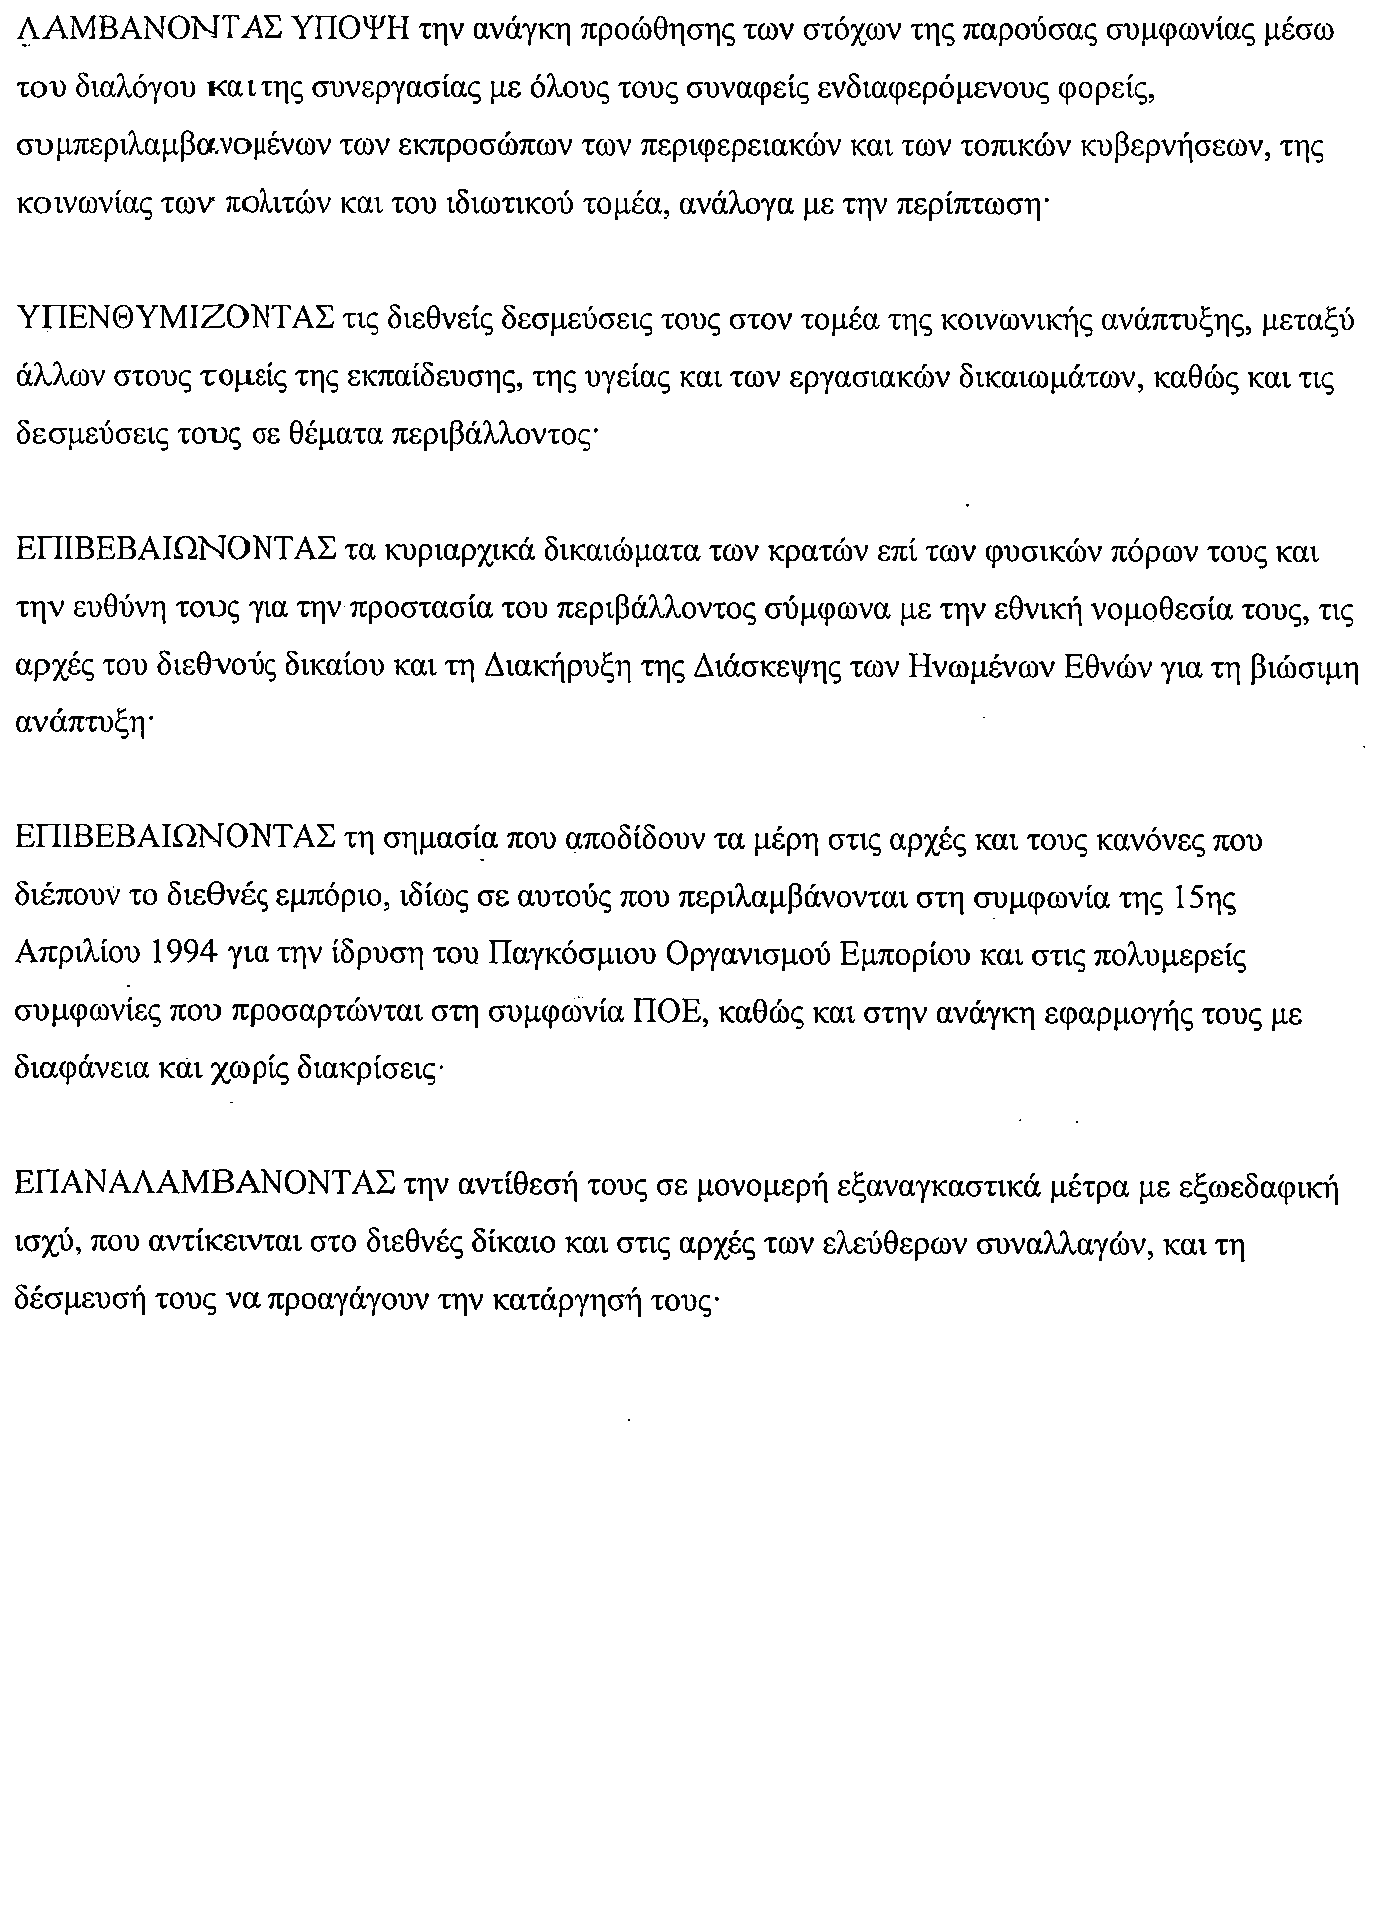 ΛΑΜΒΑΝΟΝΤΑΣ ΥΠΟΨΗ την ανάγκη προώθησης των στόχων της παρούσας συμφωνίας μέσω
του διαλόγου και της συνεργασίας με όλους τους συναφείς ενδιαφερόμενους φορείς,
συμπεριλαμβανομένων των εκπροσώπων των περιφερειακών και των τοπικών κυβερνήσεων, της
κοινωνίας των πολιτών και του ιδιωτικού τομέα, ανάλογα με την περίπτωση·
ΥΠΕΝΘΥΜΙΖΟΝΤΑΣ τις διεθνείς δεσμεύσεις τους στον τομέα της κοινωνικής ανάπτυξης, μεταξύ
άλλων στους τομείς της εκπαίδευσης, της υγείας και των εργασιακών δικαιωμάτων, καθώς και τις
δεσμεύσεις τους σε θέματα περιβάλλοντος·
ΕΠΙΒΕΒΑΙΩΝΟΝΤΑΣ τα κυριαρχικά δικαιώματα των κρατών επί των φυσικών πόρων τους και
την ευθύνη τους για την προστασία του περιβάλλοντος σύμφωνα με την εθνική νομοθεσία τους, τις
αρχές του διεθνούς δικαίου και τη Διακήρυξη της Διάσκεψης των Ηνωμένων Εθνών για τη βιώσιμη
ανάπτυξη·
ΕΠΙΒΕΒΑΙΩΝΟΝΤΑΣ τη σημασία που αποδίδουν τα μέρη στις αρχές και τους κανόνες που
διέπουν το διεθνές εμπόριο, ιδίως σε αυτούς που περιλαμβάνονται στη συμφωνία της 15ης
Απριλίου 1994 για την ίδρυση του Παγκόσμιου Οργανισμού Εμπορίου και στις πολυμερείς
συμφωνίες που προσαρτώνται στη συμφωνία ΠΟΕ, καθώς και στην ανάγκη εφαρμογής τους με
διαφάνεια και χωρίς διακρίσεις·
ΕΠΑΝΑΛΑΜΒΑΝΟΝΤΑΣ την αντίθεσή τους σε μονομερή εξαναγκαστικά μέτρα με εξωεδαφική
ισχύ, που αντίκεινται στο διεθνές δίκαιο και στις αρχές των ελεύθερων συναλλαγών, και τη
δέσμευσή τους να προαγάγουν την κατάργησή τους·